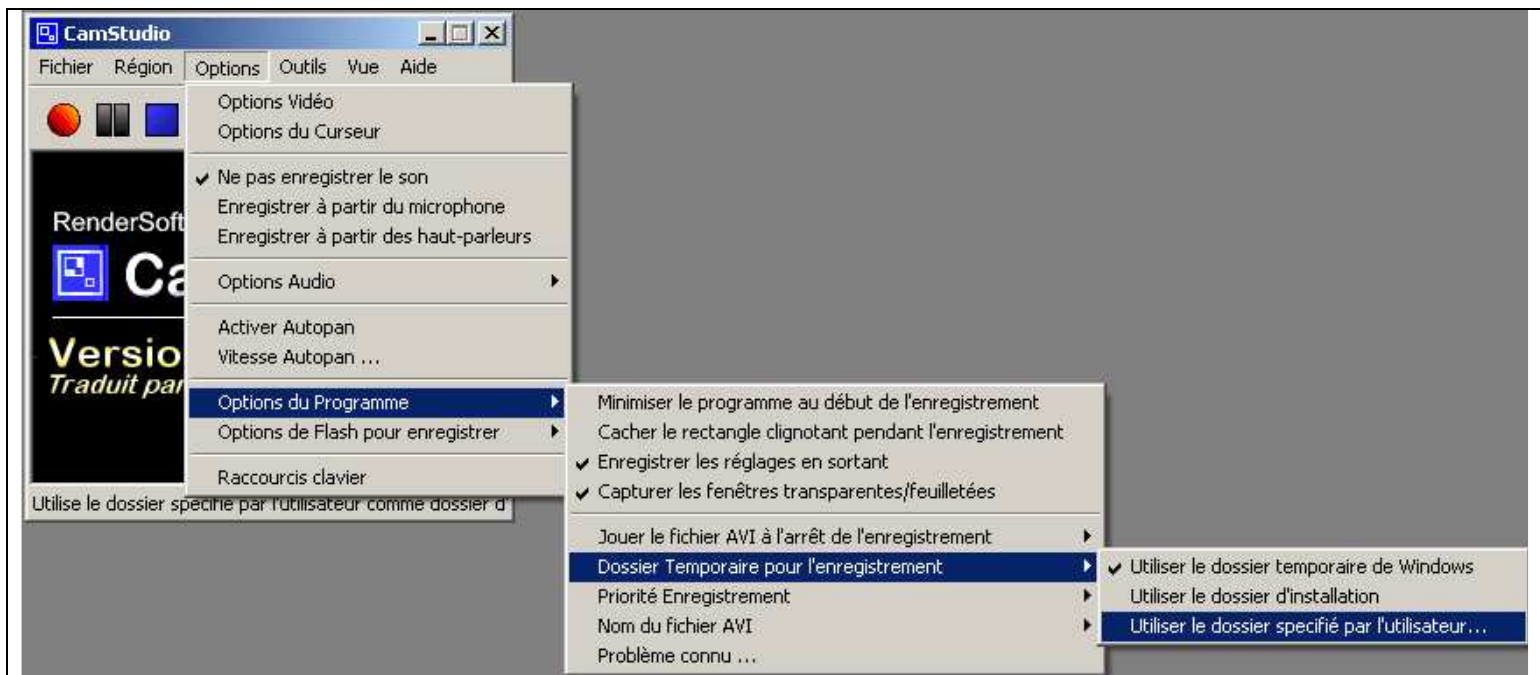 CamStudio
Fichier Région Options Outils Vue Aide
Options Vidéo
Options du Curseur
Ne pas enregistrer le son
Enregistrer à partir du microphone
Enregistrer à partir des haut-parleurs
Options Audio
Activer Autopan
Vitesse Autopan ...
Options du Programme
Options de Flash pour enregistrer
Raccourcis clavier
RenderSoft
Ca
Versio
Traduit par
Utilise le dossier specifié par l'utilisateur comme dossier d'
Minimiser le programme au début de l'enregistrement
Cacher le rectangle clignotant pendant l'enregistrement
Enregistrer les réglages en sortant
Capturer les fenêtres transparentes/feuilletées
Jouer le fichier AVI à l'arrêt de l'enregistrement
Dossier Temporaire pour l'enregistrement
Priorité Enregistrement
Nom du fichier AVI
Problème connu ...
Utiliser le dossier temporaire de Windows
Utiliser le dossier d'installation
Utiliser le dossier specifié par l'utilisateur...